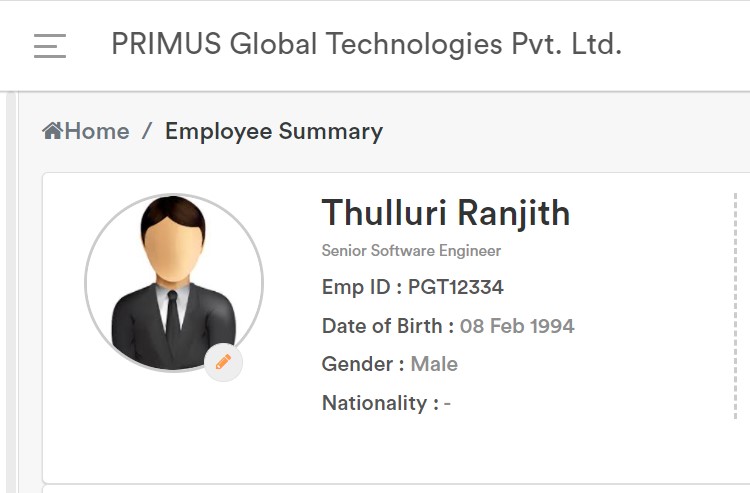 PRIMUS Global Technologies Pvt. Ltd.
Home / Employee Summary
Thulluri Ranjith
Senior Software Engineer
Emp ID : PGT12334
Date of Birth : 08 Feb 1994
Gender : Male
Nationality : -